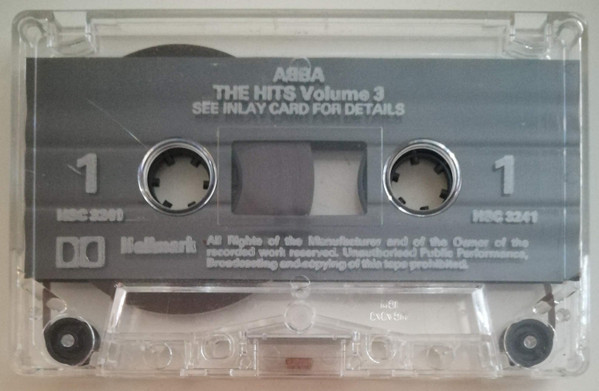 ABBA
THE HITS Volume 3
SEE INLAY CARD FOR DETAILS
1
1
HSC 3241
Hallmark
All Rights of the Manufacturer and of the Owner of the
recorded work reserved. Unauthorised Public Performance,
Broadcasting and copying of this tape prohibited.